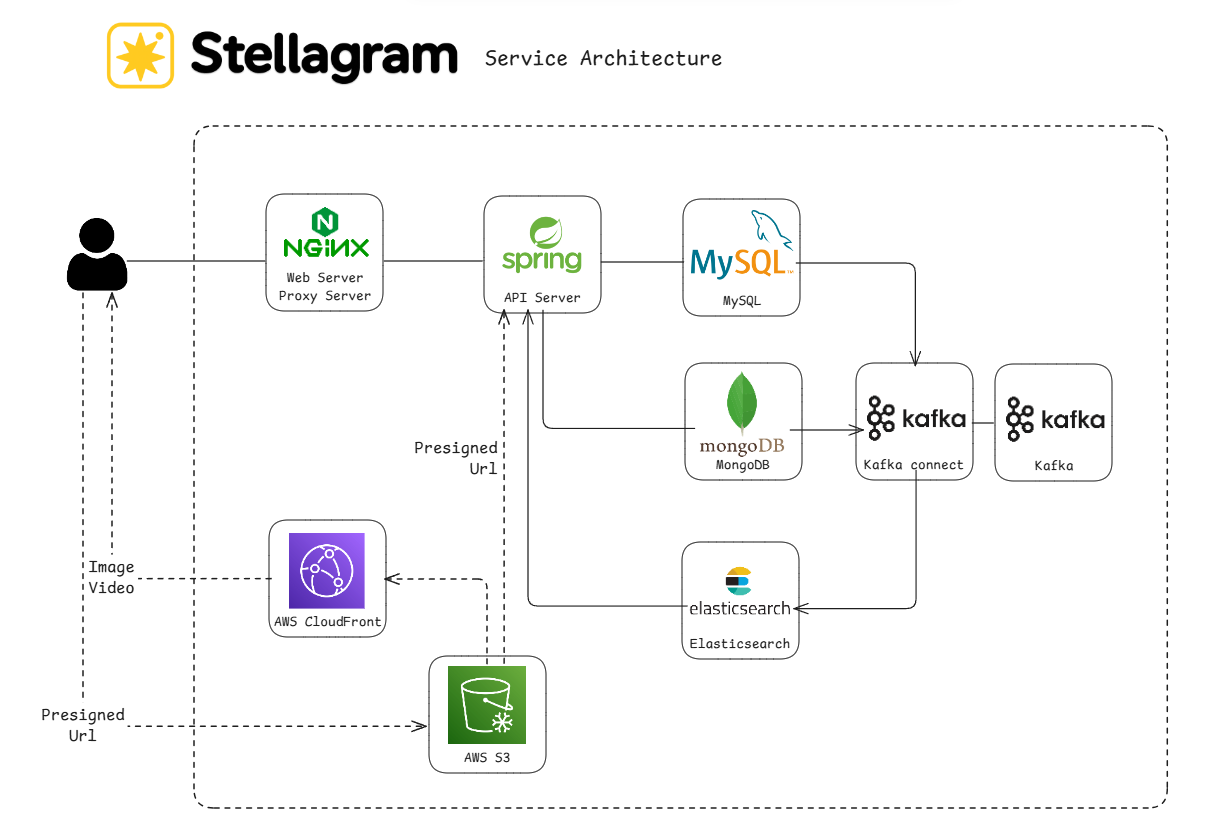 Stellagram
Service Architecture
NGiNX
Web Server
Proxy Server
spring
API Server
MySQL™
MySQL
mongoDB
MongoDB
kafka
Kafka connect
kafka
Kafka
Presigned
Url
Image
Video
AWS CloudFront
elasticsearch
Elasticsearch
Presigned
Url
AWS S3